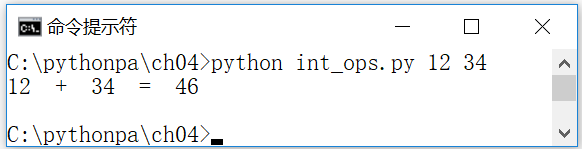 命令提示符
C:\pythonpa\ch04>python int_ops.py 12 34
12  +  34  =  46
C:\pythonpa\ch04>